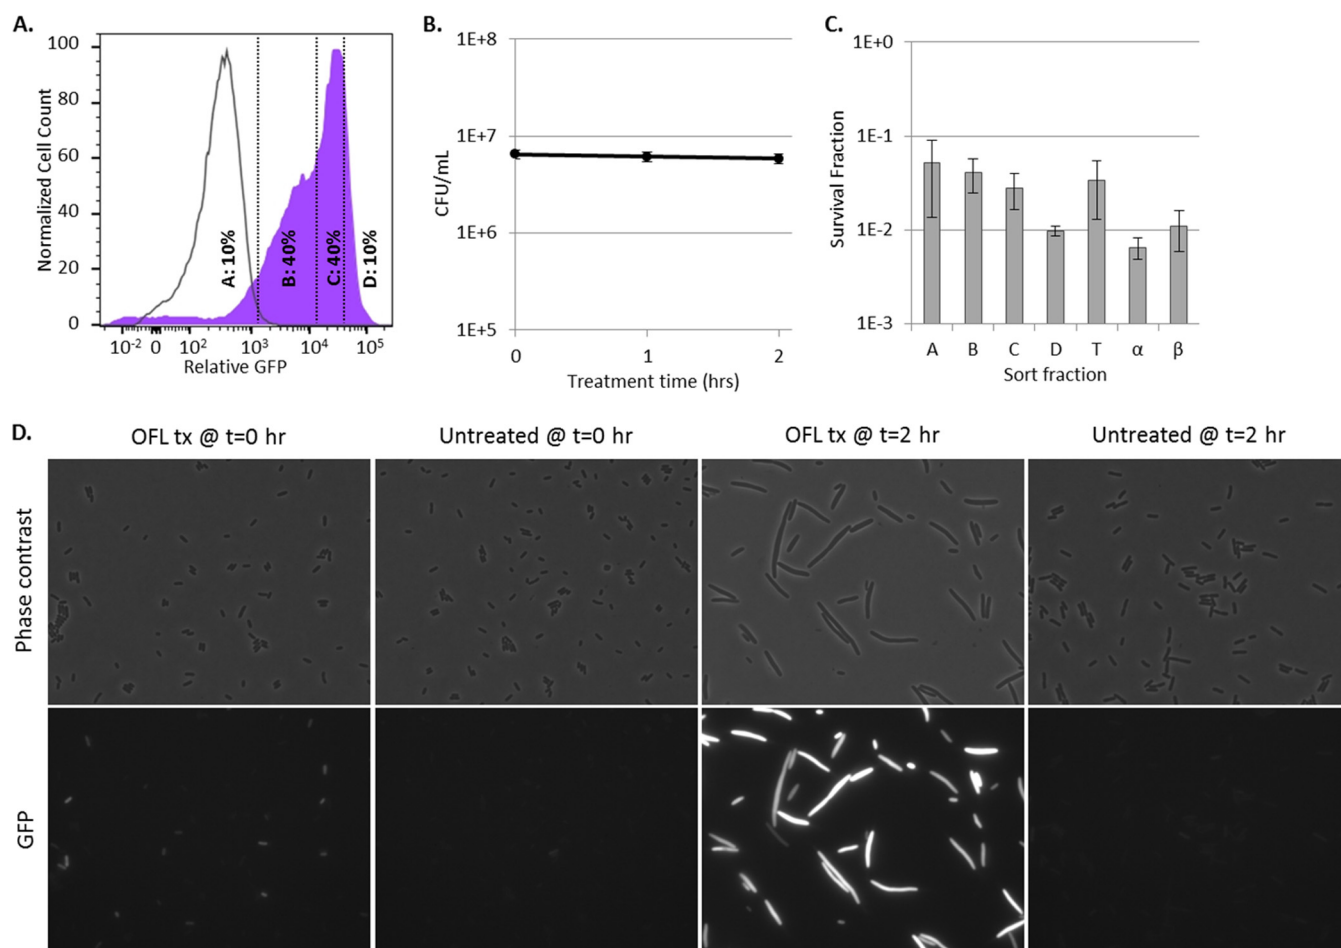 A.
Normalized Cell Count
100
80
60
40
20
0
A: 10%
B: 40%
C: 40%
D: 10%
10-2 0 10² 10³ 10⁴ 10⁵
Relative GFP
B.
CFU/mL
1E+8
1E+7
1E+6
1E+5
0 1 2
Treatment time (hrs)
C.
Survival Fraction
1E+0
1E-1
1E-2
1E-3
A B C D T α β
Sort fraction
D.
OFL tx @ t=0 hr Untreated @ t=0 hr OFL tx @ t=2 hr Untreated @ t=2 hr
Phase contrast
GFP